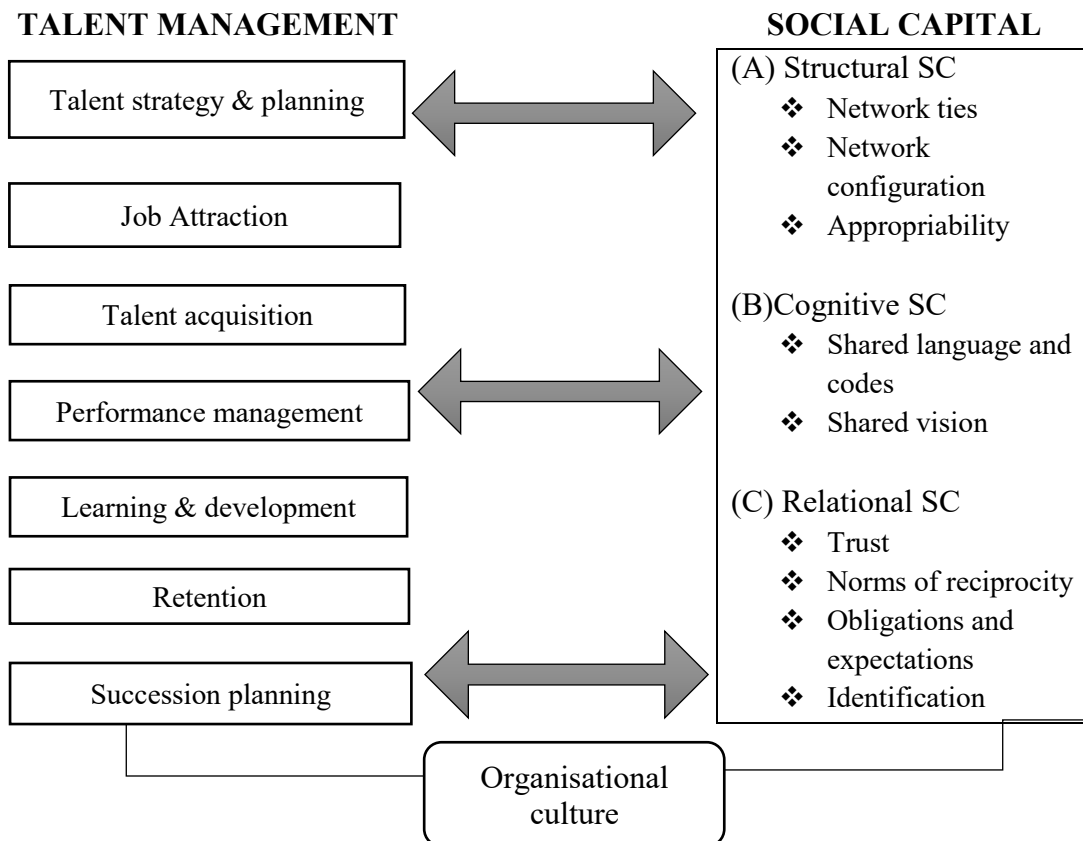 TALENT MANAGEMENT
Talent strategy & planning
Job Attraction
Talent acquisition
Performance management
Learning & development
Retention
Succession planning
SOCIAL CAPITAL
(A) Structural SC
❖ Network ties
❖ Network
configuration
❖ Appropriability
(B)Cognitive SC
❖ Shared language and
codes
❖ Shared vision
(C) Relational SC
❖ Trust
❖ Norms of reciprocity
❖ Obligations and
expectations
❖ Identification
Organisational
culture